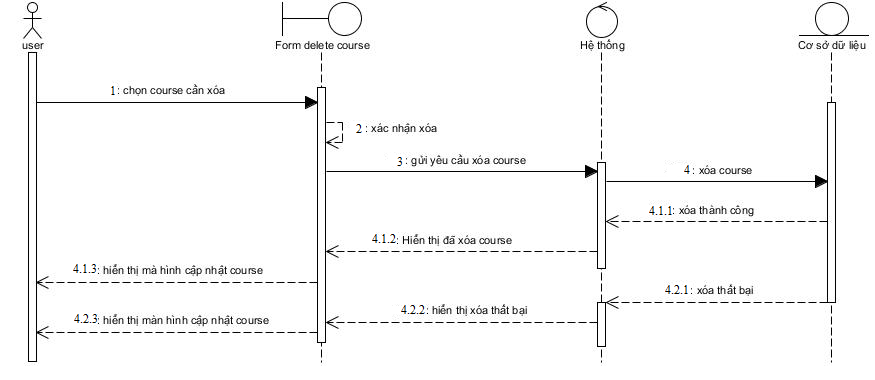 user
Form delete course
Hệ thống
Cơ sở dữ liệu
1: chọn course cần xóa
2 : xác nhận xóa
3 : gửi yêu cầu xóa course
4 : xóa course
4.1.1: xóa thành công
4.1.2: Hiển thị đã xóa course
4.1.3: hiển thị mà hình cập nhật course
4.2.1: xóa thất bại
4.2.2: hiển thị xóa thất bại
4.2.3: hiển thị màn hình cập nhật course